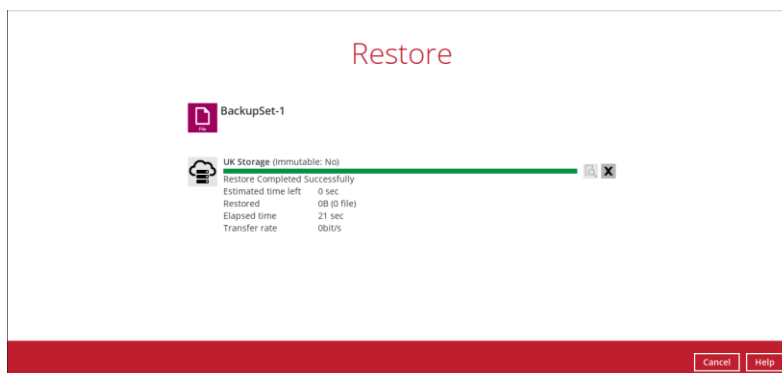 Restore
BackupSet-1
File
UK Storage (Immutable: No)
Restore Completed Successfully
Estimated time left 0 sec
Restored 0B (0 file)
Elapsed time 21 sec
Transfer rate 0bit/s
Cancel Help